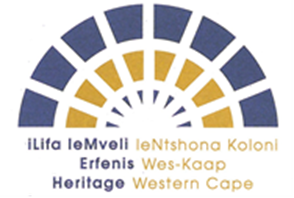 iLifa leMveli leNtshona Koloni
Erfenis Wes-Kaap
Heritage Western Cape